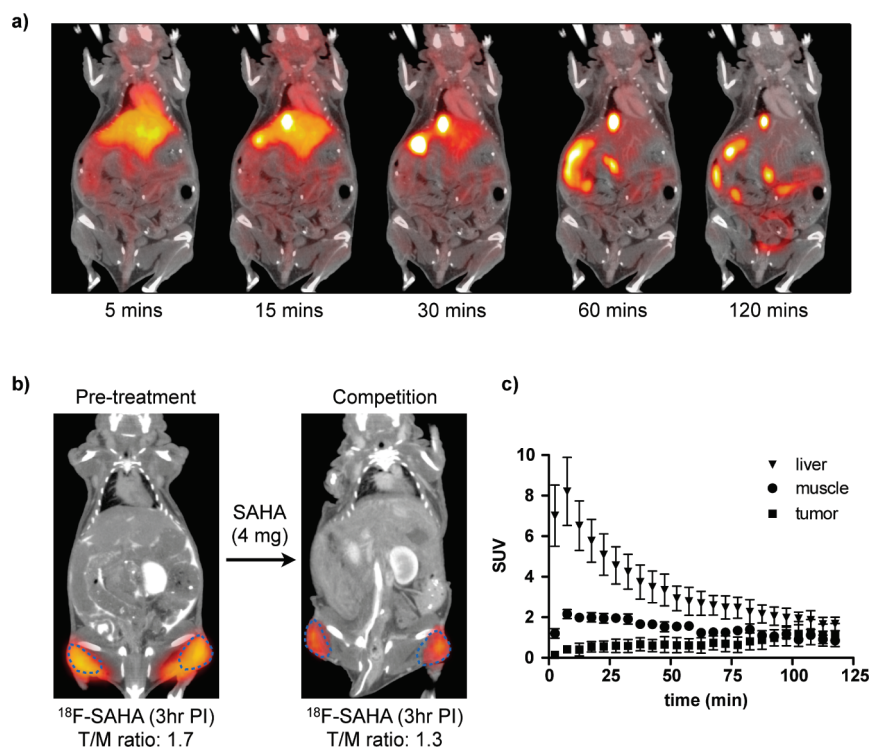 a)
5 mins
15 mins
30 mins
60 mins
120 mins
b)
Pre-treatment
Competition
SAHA
(4 mg)
¹⁸F-SAHA (3hr PI)
T/M ratio: 1.7
¹⁸F-SAHA (3hr PI)
T/M ratio: 1.3
c)
10
8
6
4
2
0
SUV
liver
muscle
tumor
0
25
50
75
100
125
time (min)